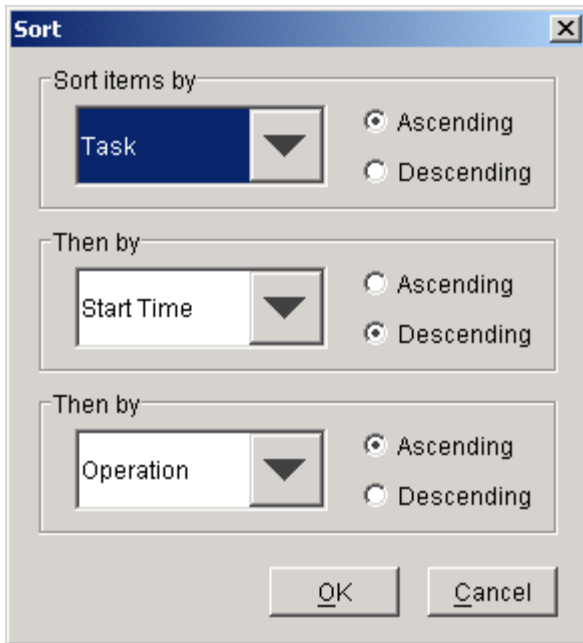 Sort
Sort items by
Task
Ascending
Descending
Then by
Start Time
Ascending
Descending
Then by
Operation
Ascending
Descending
OK
Cancel